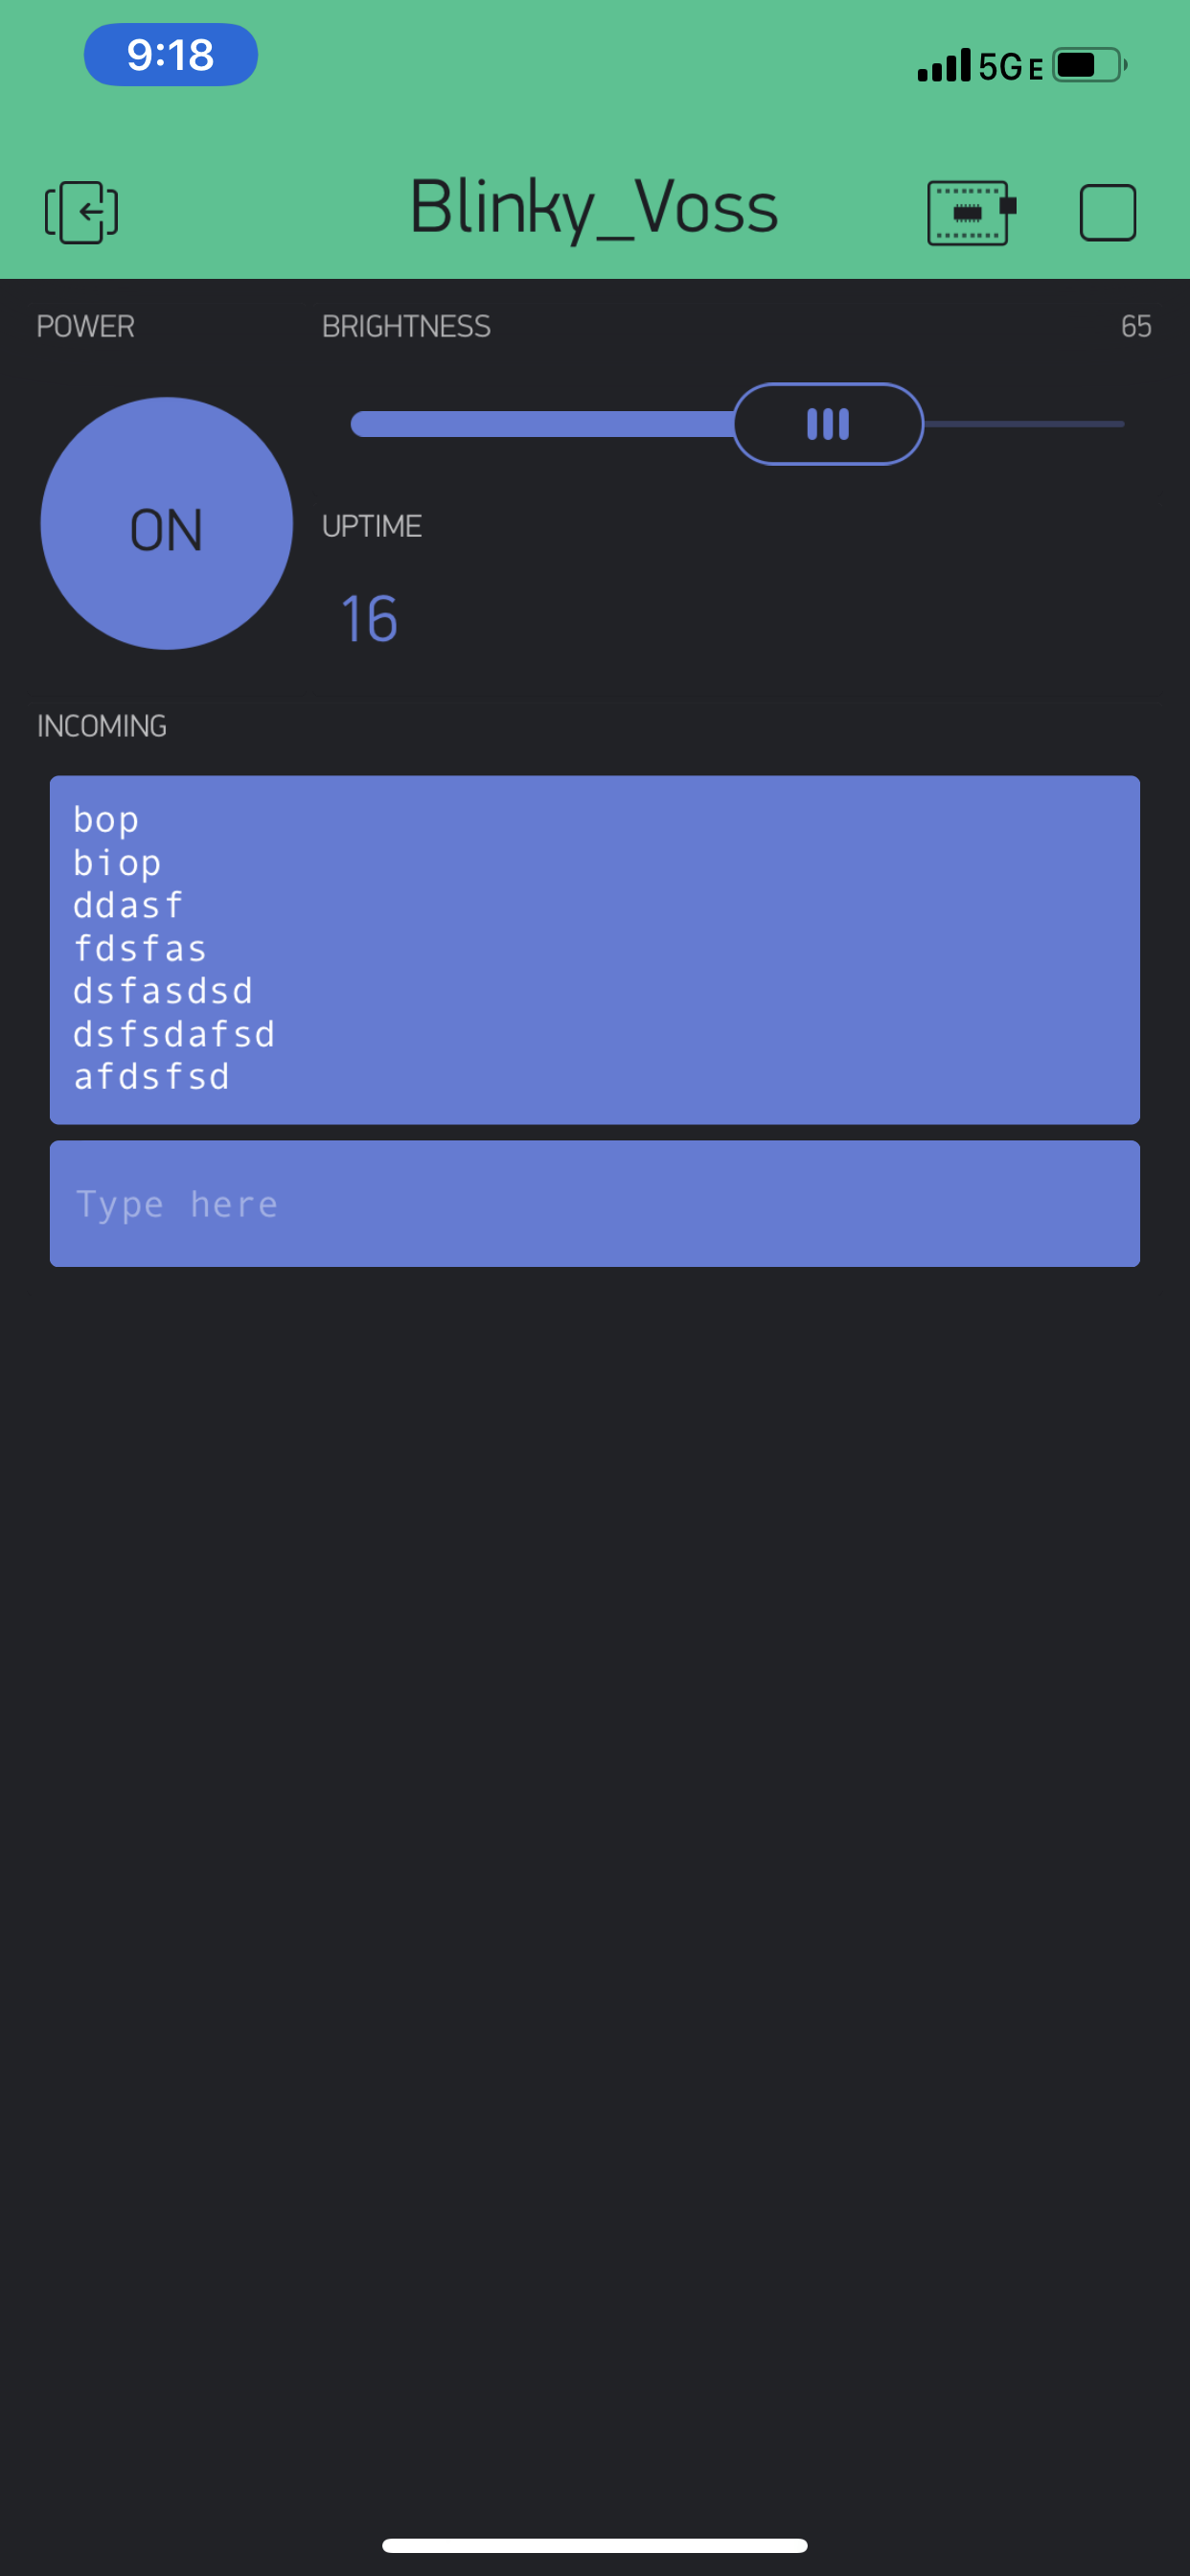 9:18
5G E
Blinky_Voss
POWER
BRIGHTNESS
65
ON
UPTIME
16
INCOMING
bop
biop
ddasf
fdsfas
dsfasdsd
dsfsdafsd
afdsfsd
Type here